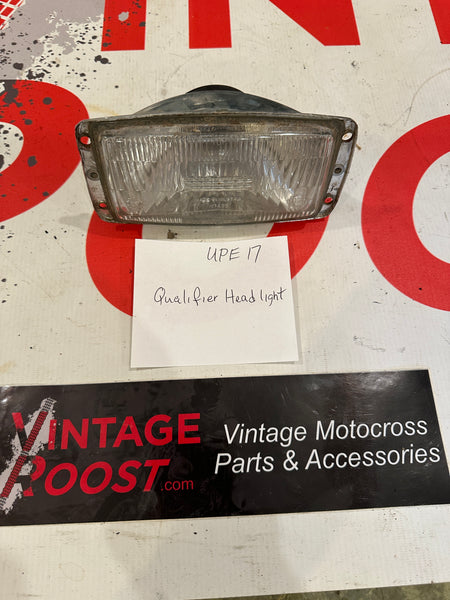 UPE 17
Qualifier Head light
VINTAGE
ROOST.com
Vintage Motocross
Parts & Accessories